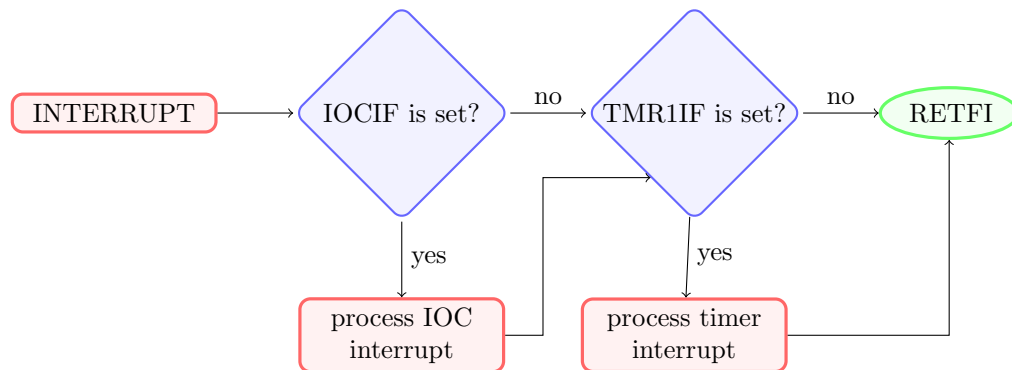 INTERRUPT
IOCIF is set?
no
TMR1IF is set?
no
RETFI
yes
yes
process IOC
interrupt
process timer
interrupt